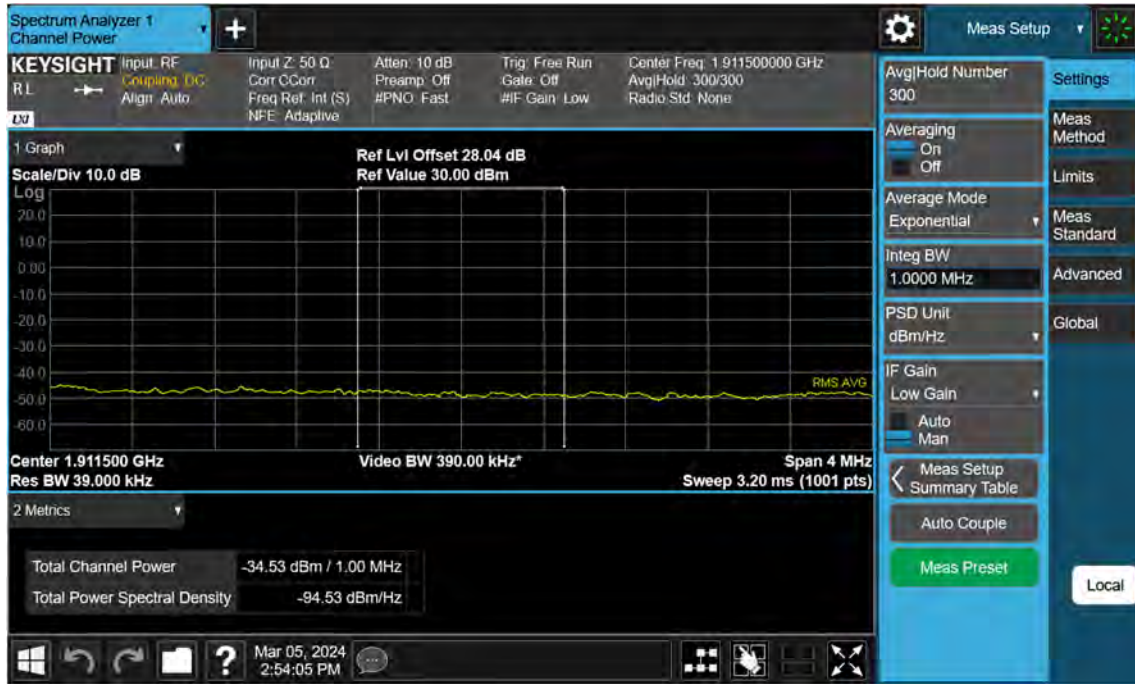 Spectrum Analyzer 1
Channel Power
Meas Setup
KEYSIGHT
RL
LXI
Input: RF
Coupling: DC
Align: Auto
Input Z: 50 Ω
Corr CCorr
Freq Ref: Int (S)
NFE: Adaptive
Atten: 10 dB
Preamp: Off
#PNO: Fast
Trig: Free Run
Gate: Off
#IF Gain: Low
Center Freq: 1.911500000 GHz
Avg|Hold: 300/300
Radio Std: None
1 Graph
Scale/Div 10.0 dB
Ref Lvl Offset 28.04 dB
Ref Value 30.00 dBm
Log
20.0
10.0
0.00
-10.0
-20.0
-30.0
-40.0
-50.0
-60.0
RMS AVG
Center 1.911500 GHz
Video BW 390.00 kHz*
Span 4 MHz
Res BW 39.000 kHz
Sweep 3.20 ms (1001 pts)
2 Metrics
Total Channel Power -34.53 dBm / 1.00 MHz
Total Power Spectral Density -94.53 dBm/Hz
?
Mar 05, 2024
2:54:05 PM
Avg|Hold Number
300
Averaging
On
Off
Average Mode
Exponential
Integ BW
1.0000 MHz
PSD Unit
dBm/Hz
IF Gain
Low Gain
Auto
Man
Meas Setup
Summary Table
Auto Couple
Meas Preset
Settings
Meas
Method
Limits
Meas
Standard
Advanced
Global
Local